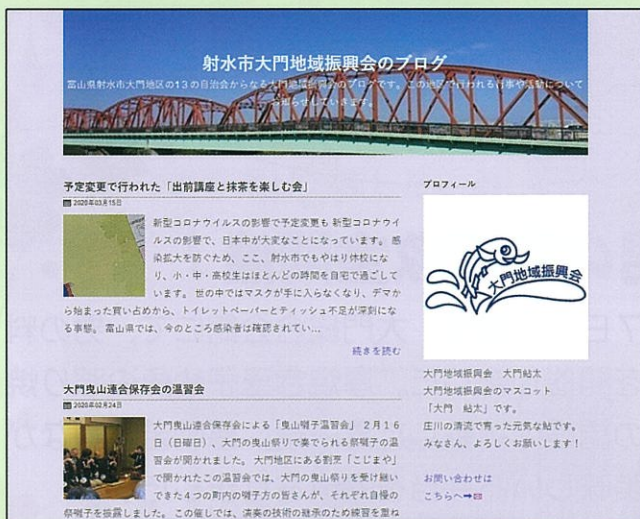 射水市大門地域振興会のブログ
富山県射水市大門地区の13の自治会からなる大門地域振興会のブログです。この地区で行われる行事や活動について
お知らせしていきます。
予定変更で行われた「出前講座と抹茶を楽しむ会」
2020年03月15日
新型コロナウイルスの影響で予定変更も 新型コロナウイ
ルスの影響で、日本中が大変なことになっています。 感
染拡大を防ぐため、ここ、射水市でもやはり休校にな
り、小・中・高校生はほとんどの時間を自宅で過ごして
います。 世の中ではマスクが手に入らなくなり、デマか
ら始まった買い占めから、トイレットペーパーとティッシュ不足が深刻にな
る事態。 富山県では、今のところ感染者は確認されてい...
続きを読む
大門曳山連合保存会の温習会
2020年02月24日
大門曳山連合保存会による「曳山囃子温習会」 2月16
日（日曜日）、大門の曳山祭りで奏でられる祭囃子の温
習会が開かれました。 大門地区にある割烹「こじまや」
で開かれたこの温習会では、大門の曳山祭りを受け継い
できた4つの町内の囃子方の皆さんが、それぞれ自慢の
祭囃子を披露しました。 この催しでは、演奏の技術の継承のため練習を重ね
プロフィール
大門地域振興会
大門地域振興会 大門鮎太
大門地域振興会のマスコット
「大門 鮎太」です。
庄川の清流で育った元気な鮎です。
みなさん、よろしくお願いします！
お問い合わせは
こちらへ➡